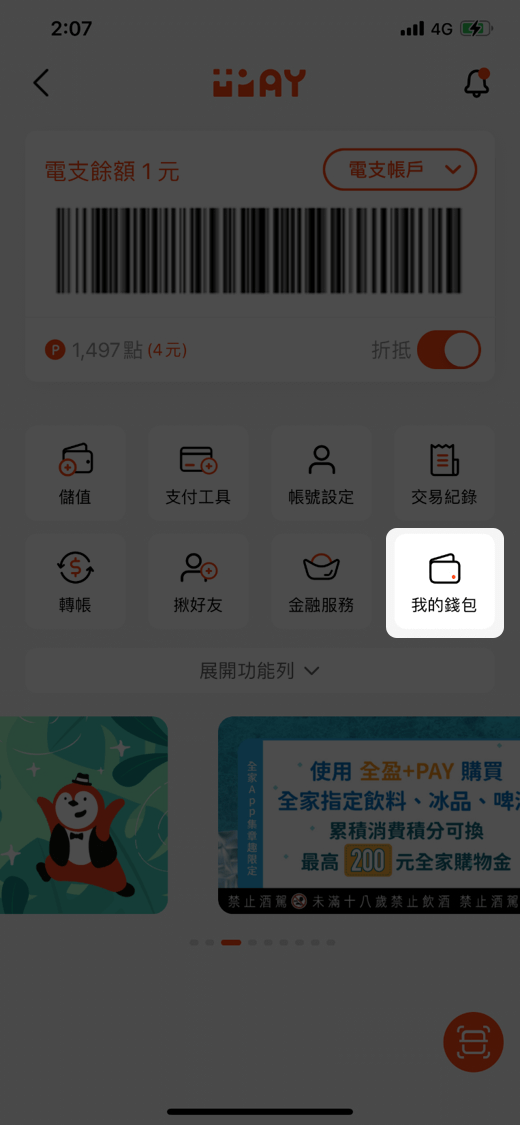 2:07
4G
PAY
電支餘額 1 元
電支帳戶
P 1,497 點 (4 元)
折抵
儲值
支付工具
帳號設定
交易紀錄
轉帳
揪好友
金融服務
我的錢包
展開功能列
全家App集章趣限定
使用 全盈+PAY 購買
全家指定飲料、冰品、啤
累積消費積分可換
最高 200 元全家購物金
禁止酒駕 未滿十八歲禁止飲酒 禁止酒駕